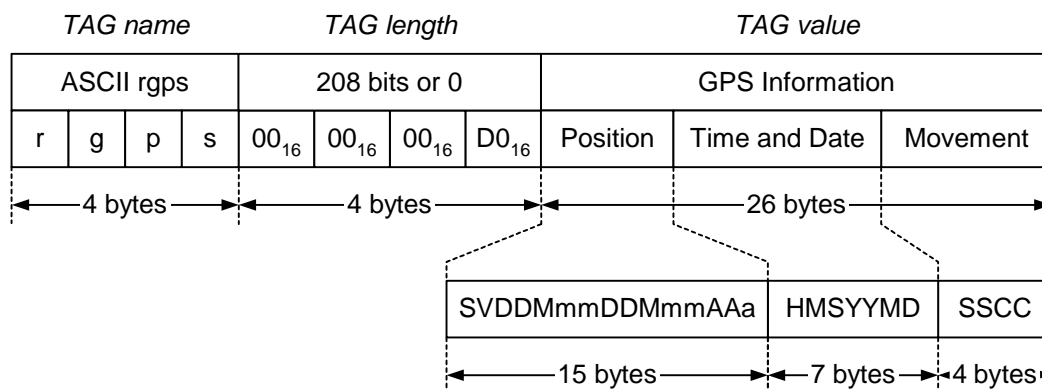 TAG name TAG length TAG value
ASCII rgps 208 bits or 0 GPS Information
r g p s 00₁₆ 00₁₆ 00₁₆ D0₁₆ Position Time and Date Movement
4 bytes 4 bytes 26 bytes
SVDDMmmDDMmmAAa HMSYYMD SSCC
15 bytes 7 bytes 4 bytes